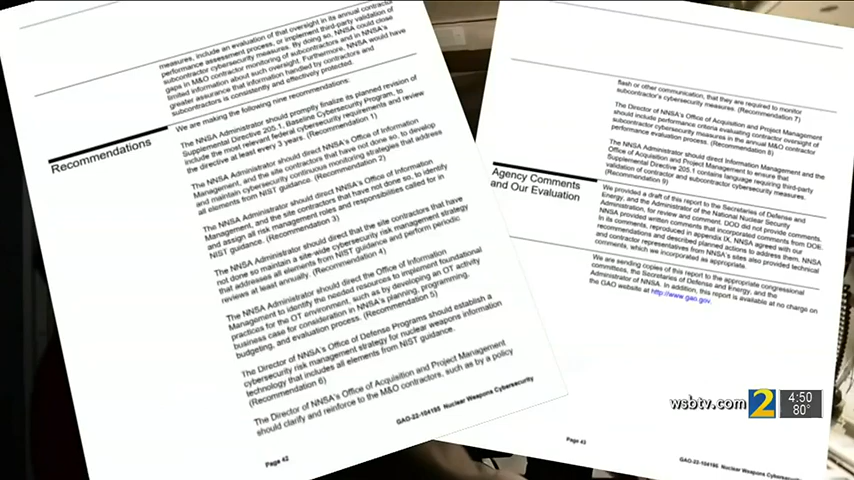 measures, include an evaluation of that oversight in its annual contractor
performance assessment process, or implement third-party validation of
subcontractor cybersecurity measures. By doing so, NNSA could close
gaps in M&O contractor monitoring of subcontractors and in NNSA's
limited information about such oversight. Furthermore, NNSA would have
greater assurance that information handled by contractors and
subcontractors is consistently and effectively protected.
Recommendations
We are making the following nine recommendations:
The NNSA Administrator should promptly finalize its planned revision of
Supplemental Directive 205.1, Baseline Cybersecurity Program, to
include the most relevant federal cybersecurity requirements and review
the directive at least every 3 years. (Recommendation 1)
The NNSA Administrator should direct NNSA's Office of Information
Management, and the site contractors that have not done so, to develop
and maintain cybersecurity continuous monitoring strategies that address
all elements from NIST guidance. (Recommendation 2)
The NNSA Administrator should direct NNSA's Office of Information
Management, and the site contractors that have not done so, to identify
and assign all risk management roles and responsibilities called for in
NIST guidance. (Recommendation 3)
The NNSA Administrator should direct that the site contractors that have
not done so maintain a site-wide cybersecurity risk management strategy
that addresses all elements from NIST guidance and perform periodic
reviews at least annually. (Recommendation 4)
The NNSA Administrator should direct the Office of Information
Management to identify the needed resources to implement foundational
practices for the OT environment, such as by developing an OT activity
business case for consideration in NNSA's planning, programming,
budgeting, and evaluation process. (Recommendation 5)
The Director of NNSA's Office of Defense Programs should establish a
cybersecurity risk management strategy for nuclear weapons information
technology that includes all elements from NIST guidance.
(Recommendation 6)
The Director of NNSA's Office of Acquisition and Project Management
should clarify and reinforce to the M&O contractors, such as by a policy
Page 42
GAO-22-104195 Nuclear Weapons Cybersecurity
flash or other communication, that they are required to monitor
subcontractor's cybersecurity measures. (Recommendation 7)
The Director of NNSA's Office of Acquisition and Project Management
should include performance criteria evaluating contractor oversight of
subcontractor cybersecurity measures in the annual M&O contractor
performance evaluation process. (Recommendation 8)
The NNSA Administrator should direct Information Management and the
Office of Acquisition and Project Management to ensure that
Supplemental Directive 205.1 contains language requiring third-party
validation of contractor and subcontractor cybersecurity measures.
(Recommendation 9)
Agency Comments
and Our Evaluation
We provided a draft of this report to the Secretaries of Defense and
Energy, and the Administrator of the National Nuclear Security
Administration, for review and comment. DOD did not provide comments.
NNSA provided written comments that incorporated comments from DOE.
In its comments, reproduced in appendix IX, NNSA agreed with our
recommendations and described planned actions to address them. NNSA
and contractor representatives from NNSA's sites also provided technical
comments, which we incorporated as appropriate.
We are sending copies of this report to the appropriate congressional
committees, the Secretaries of Defense and Energy, and the
Administrator of NNSA. In addition, this report is available at no charge on
the GAO website at http://www.gao.gov.
Page 43
GAO-22-104195 Nuclear Weapons Cybersecurity
wsbtv.com 2
4:50
80°